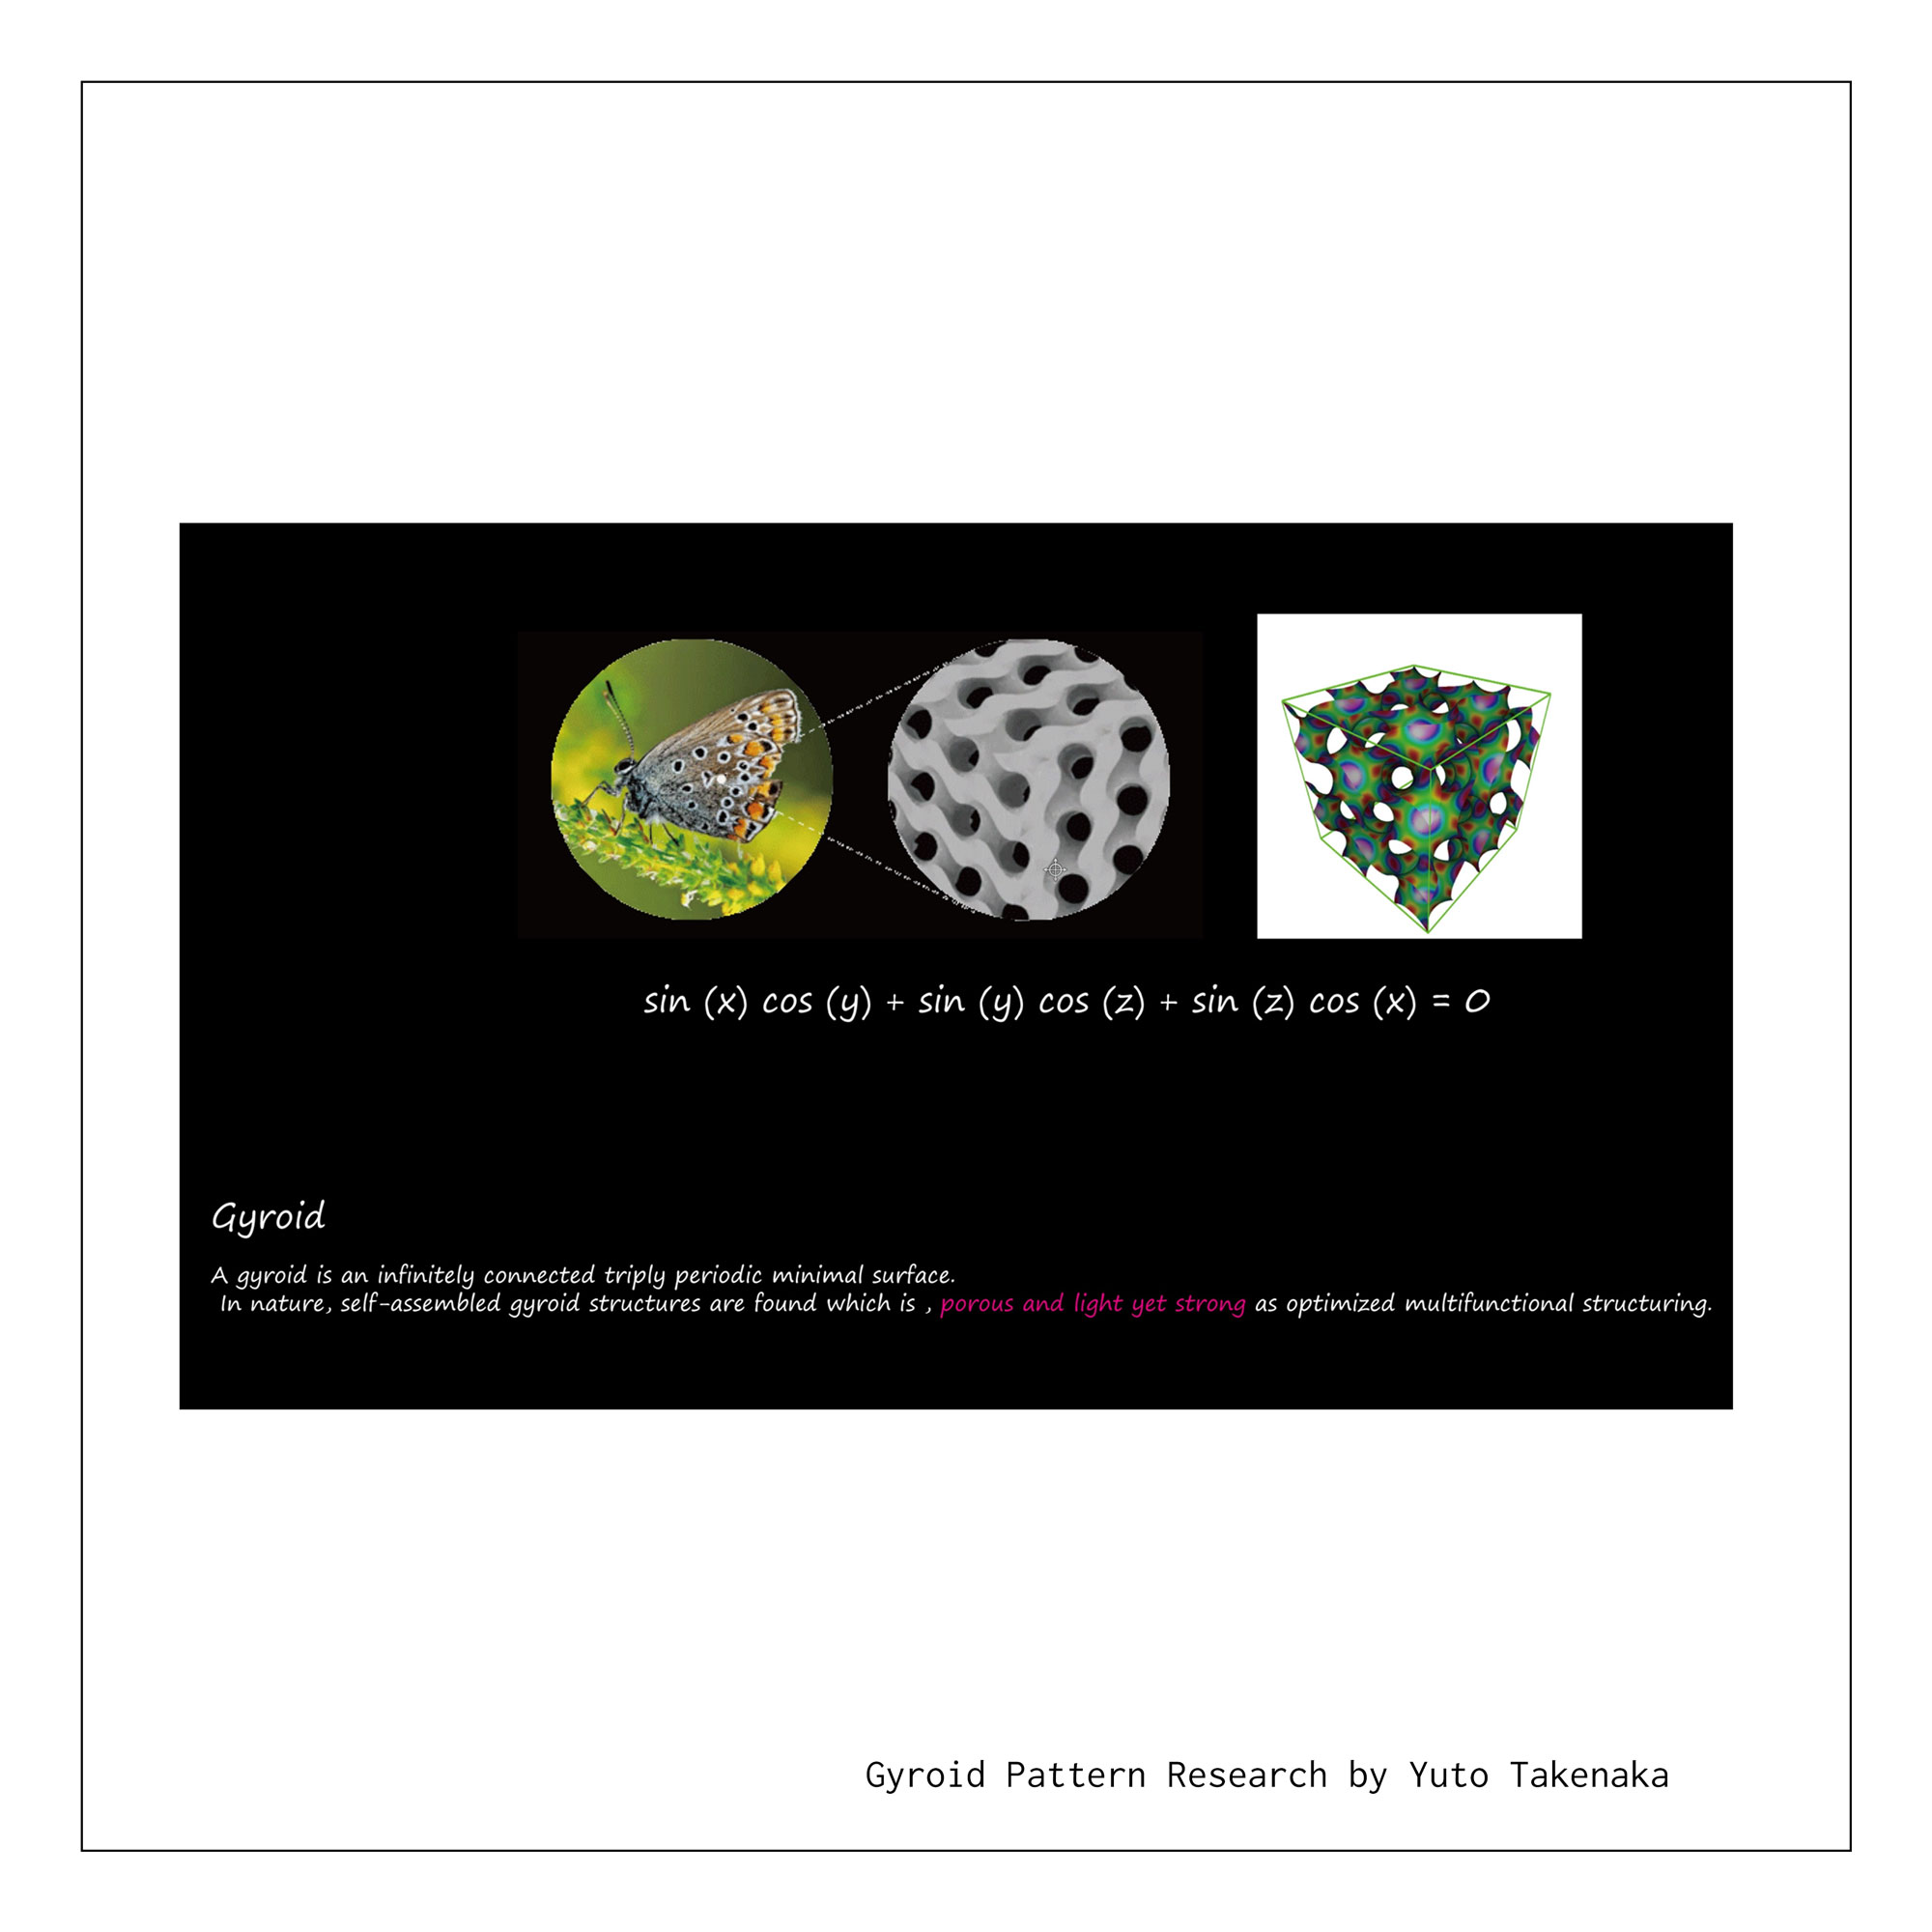 sin (x) cos (y) + sin (y) cos (z) + sin (z) cos (x) = 0
Gyroid
A gyroid is an infinitely connected triply periodic minimal surface.
In nature, self-assembled gyroid structures are found which is , porous and light yet strong as optimized multifunctional structuring.
Gyroid Pattern Research by Yuto Takenaka